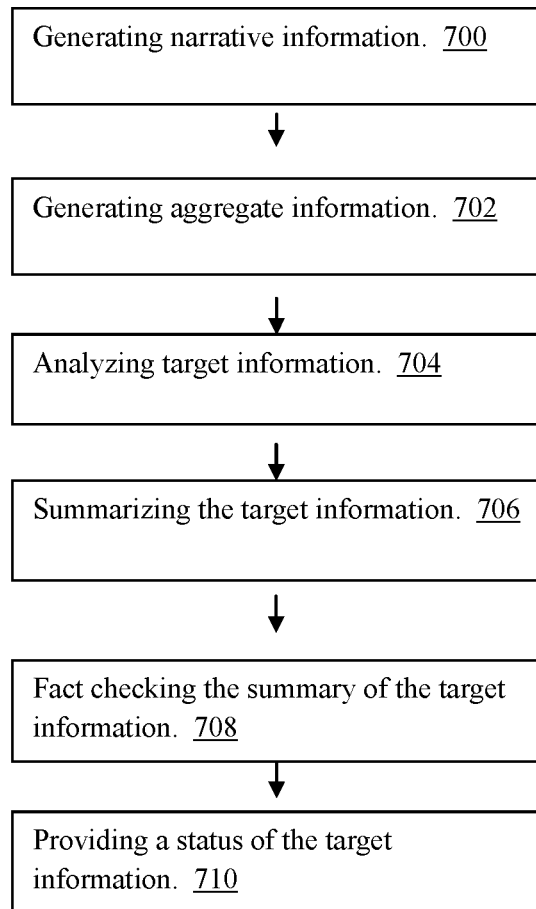 Generating narrative information. 700
Generating aggregate information. 702
Analyzing target information. 704
Summarizing the target information. 706
Fact checking the summary of the target
information. 708
Providing a status of the target
information. 710